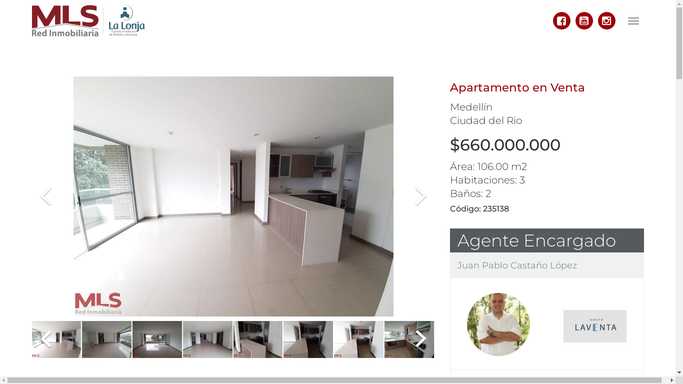 MLS
Red Inmobiliaria
La Lonja
Apartamento en Venta
Medellín
Ciudad del Rio
$660.000.000
Área: 106.00 m2
Habitaciones: 3
Baños: 2
Código: 235138
Agente Encargado
Juan Pablo Castaño López
MLS
Red Inmobiliaria
LAVENTA